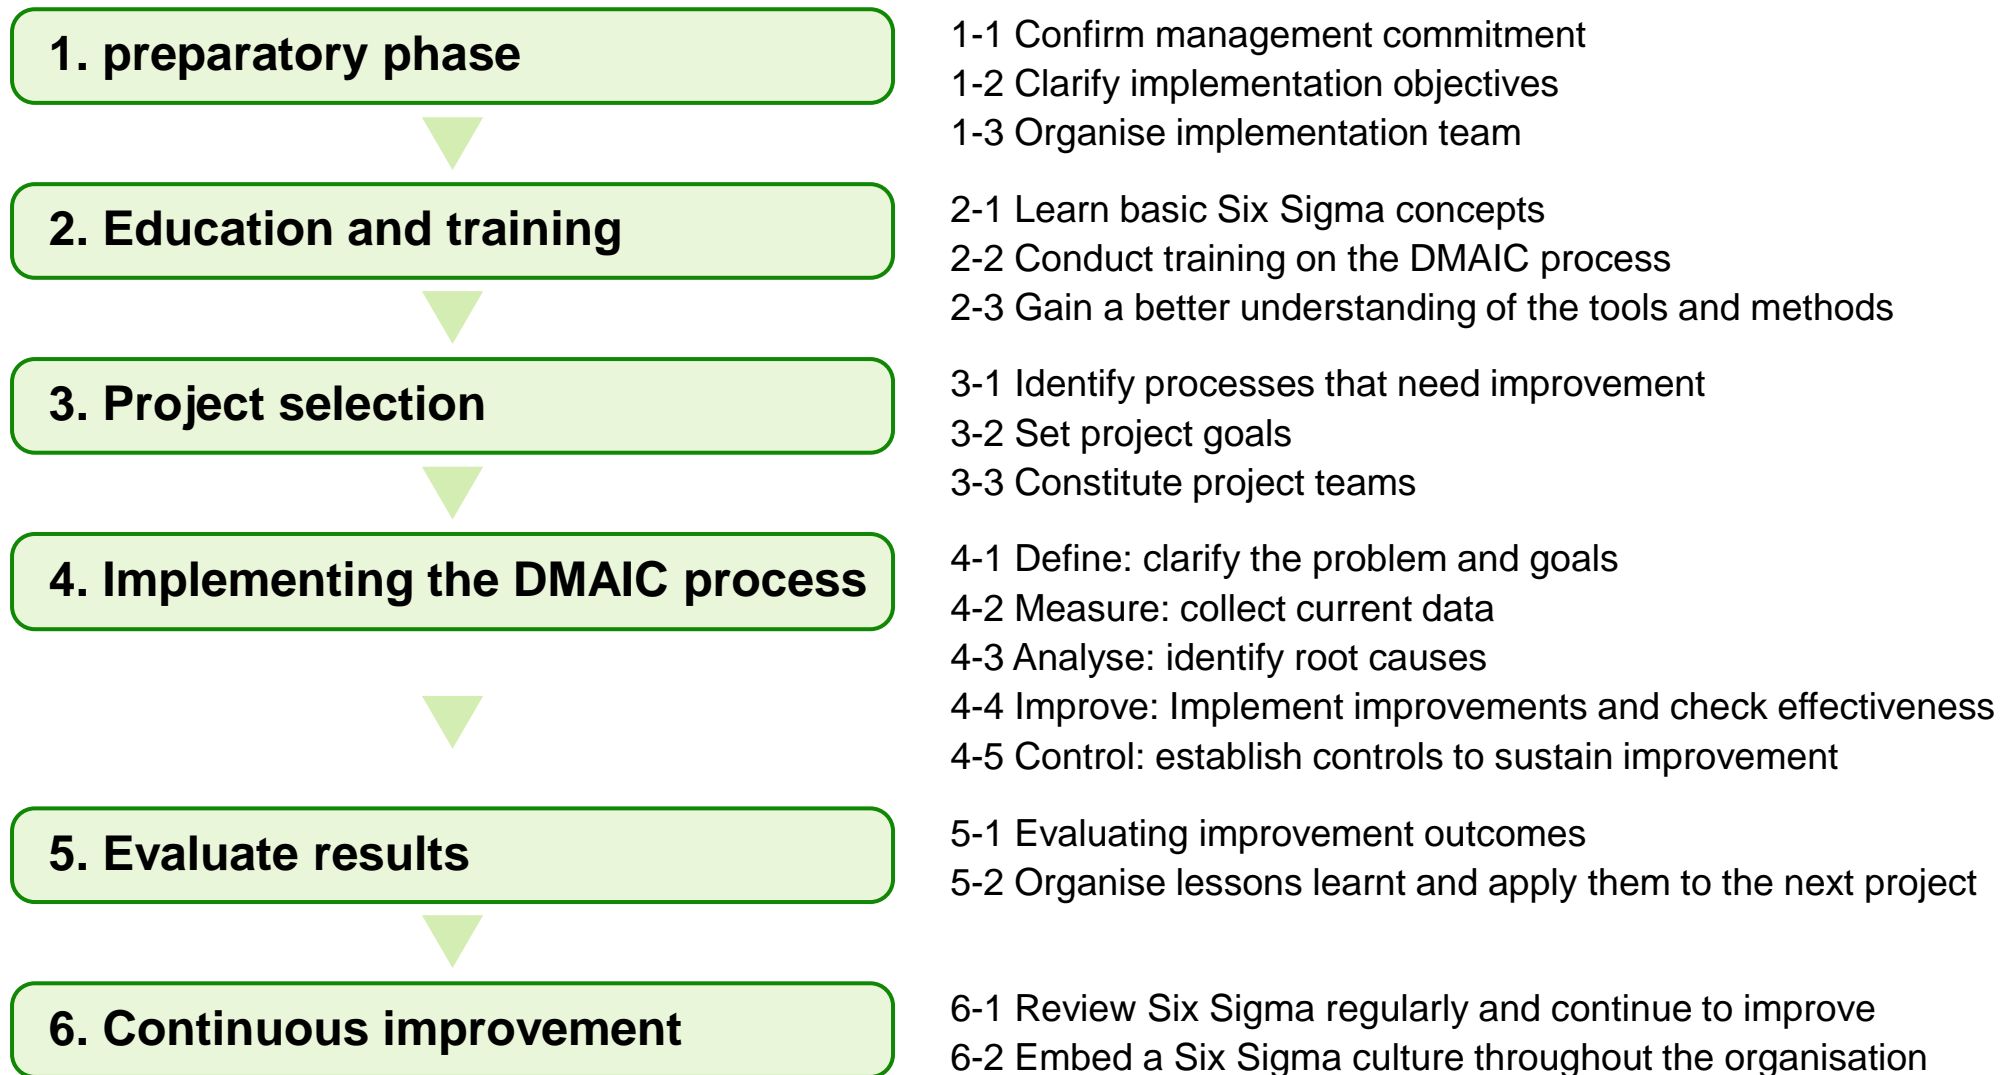 1. preparatory phase
1-1 Confirm management commitment
1-2 Clarify implementation objectives
1-3 Organise implementation team
2. Education and training
2-1 Learn basic Six Sigma concepts
2-2 Conduct training on the DMAIC process
2-3 Gain a better understanding of the tools and methods
3. Project selection
3-1 Identify processes that need improvement
3-2 Set project goals
3-3 Constitute project teams
4. Implementing the DMAIC process
4-1 Define: clarify the problem and goals
4-2 Measure: collect current data
4-3 Analyse: identify root causes
4-4 Improve: Implement improvements and check effectiveness
4-5 Control: establish controls to sustain improvement
5. Evaluate results
5-1 Evaluating improvement outcomes
5-2 Organise lessons learnt and apply them to the next project
6. Continuous improvement
6-1 Review Six Sigma regularly and continue to improve
6-2 Embed a Six Sigma culture throughout the organisation